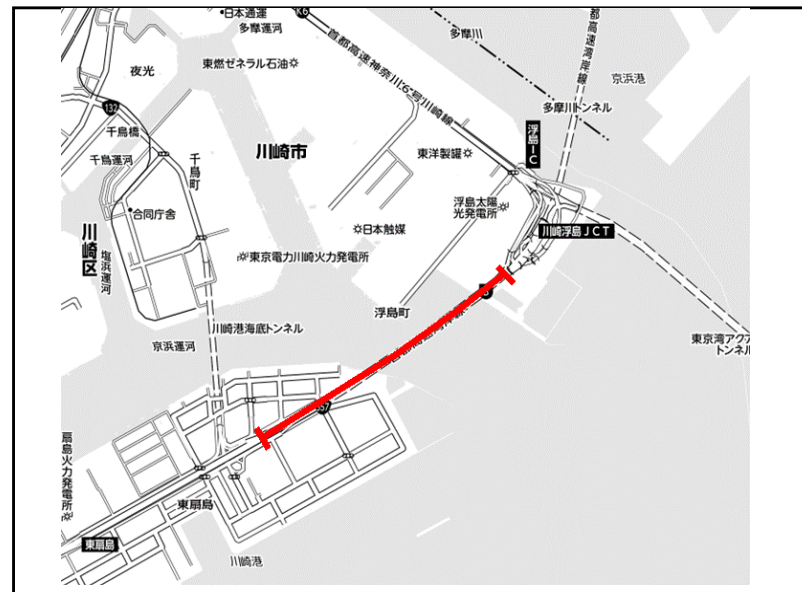 日本通運
多摩運河
K6
多摩川
都高速湾岸線
夜光
東燃ゼネラル石油
首都高速神奈川6号川崎線
京浜港
132
多摩川トンネル
千鳥橋
川崎市
東洋製罐
浮島IC
千鳥運河
千鳥町
浮島太陽
光発電所
合同庁舎
日本触媒
川崎浮島JCT
川崎区
塩浜運河
東京電力川崎火力発電所
浮島町
川崎港海底トンネル
京浜運河
東京湾アクア
トンネル
357
扇島火力発電所
東扇島
東扇島
川崎港